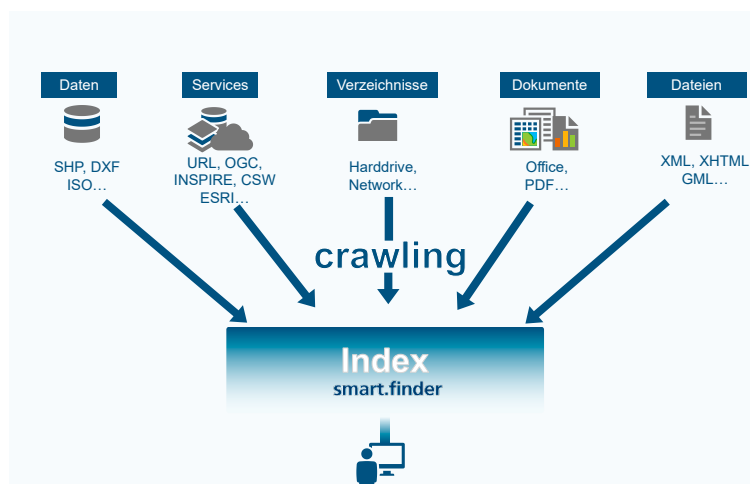 Daten
SHP, DXF
ISO…
Services
URL, OGC,
INSPIRE, CSW
ESRI…
Verzeichnisse
Harddrive,
Network…
Dokumente
Office,
PDF…
Dateien
XML, XHTML
GML…
crawling
Index
smart.finder